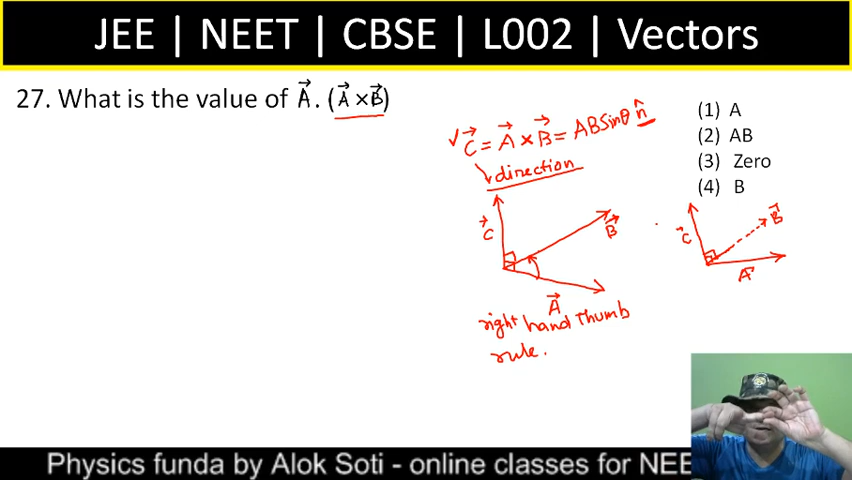 JEE | NEET | CBSE | L002 | Vectors
27. What is the value of A⃗. (A⃗ ×B⃗)
(1) A
(2) AB
(3) Zero
(4) B
✓ C⃗ = A⃗ × B⃗ = ABSinθ n̂
direction
C⃗
B⃗
A⃗
right hand Thumb
rule.
C⃗
B⃗
A⃗
Physics funda by Alok Soti - online classes for NEE